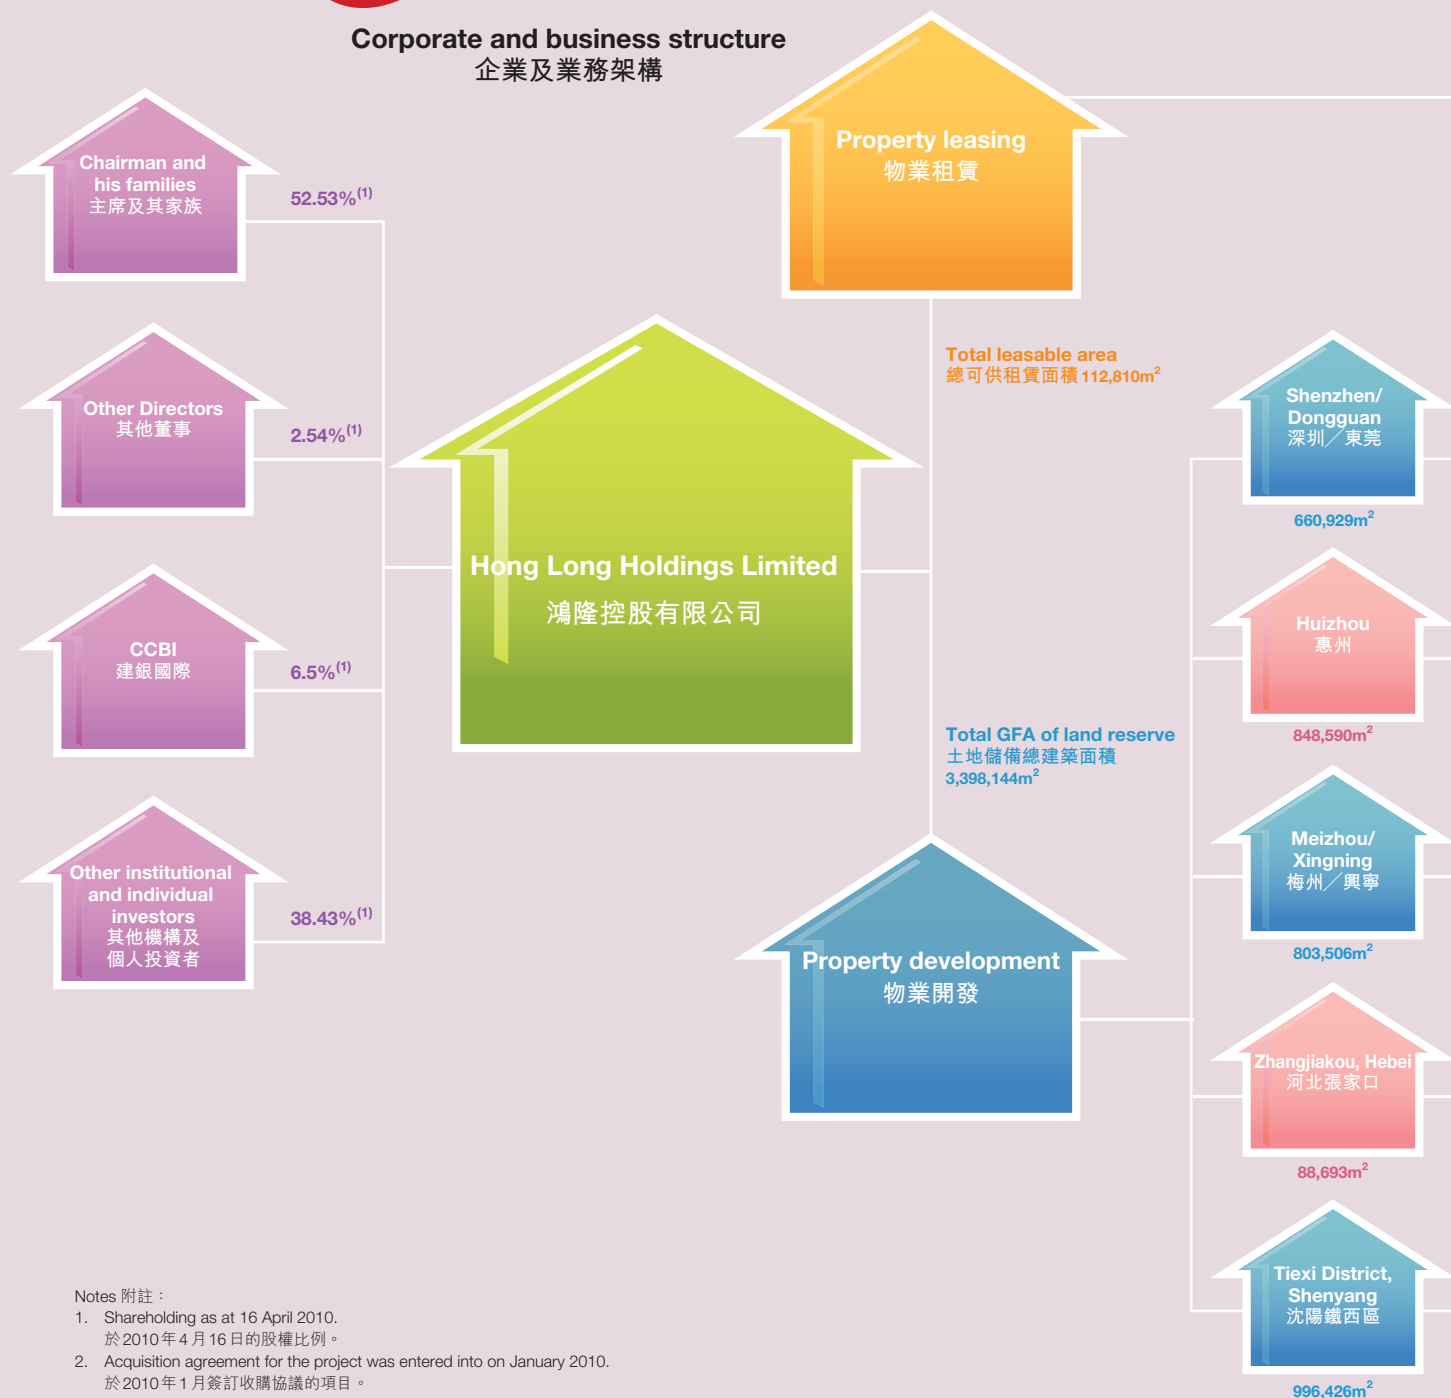 Corporate and business structure
企業及業務架構
Chairman and
his families
主席及其家族
52.53%(1)
Other Directors
其他董事
2.54%(1)
CCBI
建銀國際
6.5%(1)
Other institutional
and individual
investors
其他機構及
個人投資者
38.43%(1)
Hong Long Holdings Limited
鴻隆控股有限公司
Property leasing
物業租賃
Total leasable area
總可供租賃面積 112,810m²
Total GFA of land reserve
土地儲備總建築面積
3,398,144m²
Property development
物業開發
Shenzhen/
Dongguan
深圳／東莞
660,929m²
Huizhou
惠州
848,590m²
Meizhou/
Xingning
梅州／興寧
803,506m²
Zhangjiakou, Hebei
河北張家口
88,693m²
Tiexi District,
Shenyang
沈陽鐵西區
996,426m²
Notes 附註：
1. Shareholding as at 16 April 2010.
於2010年4月16日的股權比例。
2. Acquisition agreement for the project was entered into on January 2010.
於2010年1月簽訂收購協議的項目。